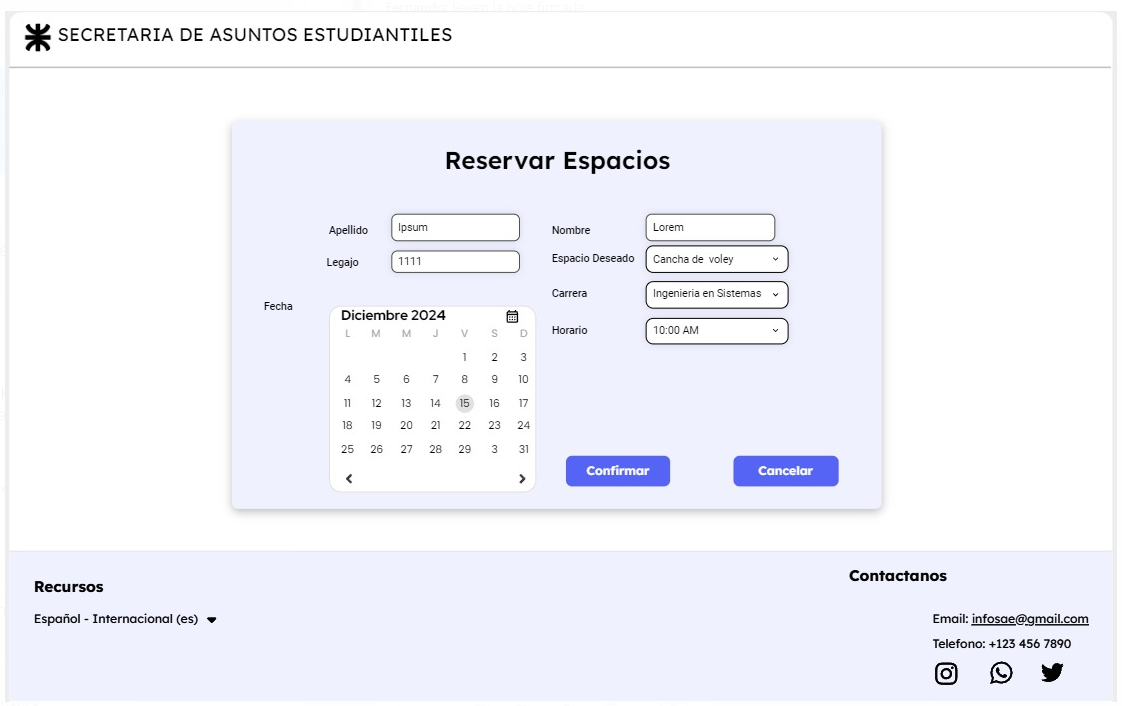 SECRETARIA DE ASUNTOS ESTUDIANTILES
Reservar Espacios
Apellido Ipsum Nombre Lorem
Legajo 1111 Espacio Deseado Cancha de voley
Carrera Ingenieria en Sistemas
Horario 10:00 AM
Fecha
Diciembre 2024
L M M J V S D
1 2 3
4 5 6 7 8 9 10
11 12 13 14 15 16 17
18 19 20 21 22 23 24
25 26 27 28 29 3 31
Confirmar Cancelar
Recursos
Español - Internacional (es)
Contactanos
Email: infosae@gmail.com
Telefono: +123 456 7890